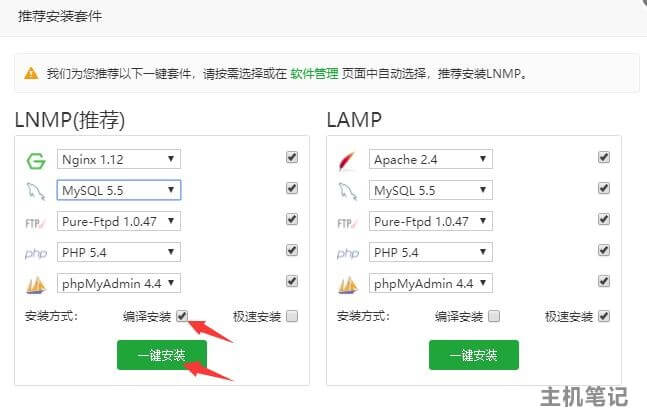 推荐安装套件
我们为您推荐以下一键套件，请按需选择或在 软件管理 页面中自动选择，推荐安装LNMP。
LNMP(推荐)
Nginx 1.12
MySQL 5.5
FTP Pure-Ftpd 1.0.47
php PHP 5.4
phpMyAdmin 4.4
安装方式： 编译安装 极速安装
一键安装
LAMP
Apache 2.4
MySQL 5.5
FTP Pure-Ftpd 1.0.47
php PHP 5.4
phpMyAdmin 4.4
安装方式： 编译安装 极速安装
一键安装
主机笔记